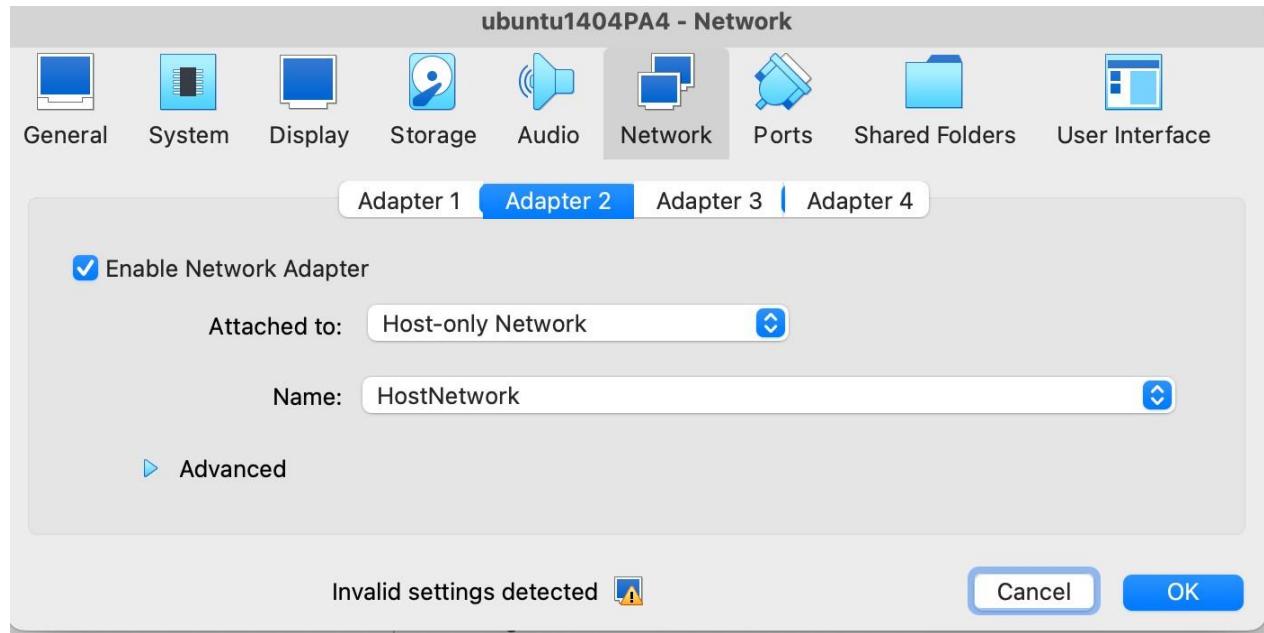 ubuntu1404PA4 - Network
General System Display Storage Audio Network Ports Shared Folders User Interface
Adapter 1 Adapter 2 Adapter 3 Adapter 4
Enable Network Adapter
Attached to: Host-only Network
Name: HostNetwork
Advanced
Invalid settings detected Cancel OK